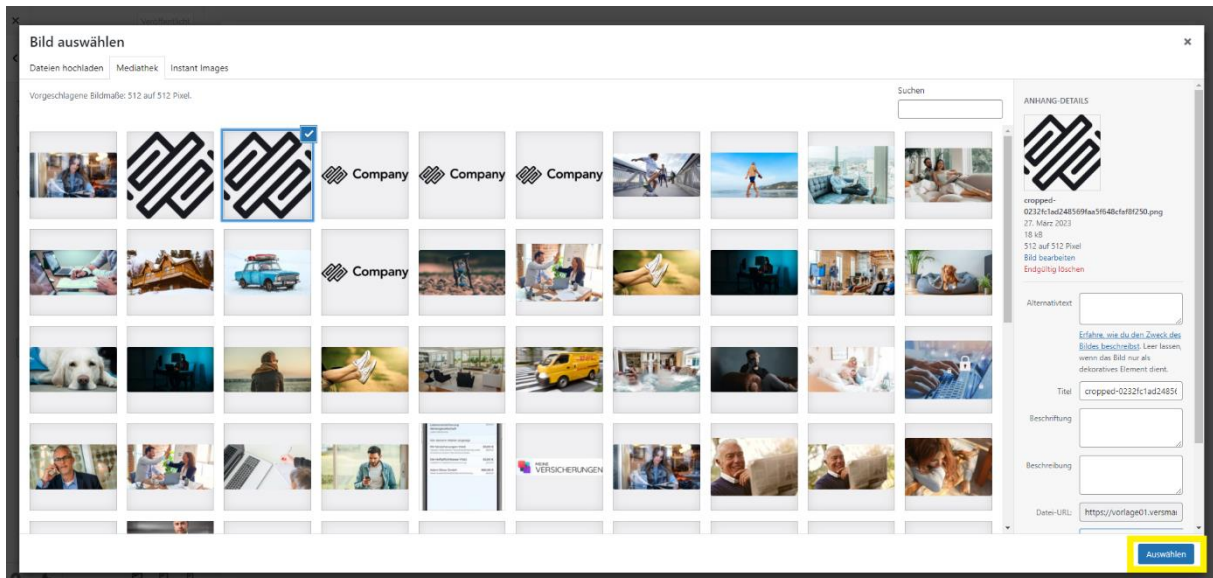 Bild auswählen
Dateien hochladen Mediathek Instant Images
Vorgeschlagene Bildmaße: 512 auf 512 Pixel.
Suchen
Company
Company
Company
Company
VERSICHERUNGEN
ANHANG-DETAILS
cropped-
27. März 2023
18 kB
512 auf 512 Pixel
Bild bearbeiten
Endgültig löschen
Alternativtext
Erfahre, wie du den Zweck des
Bildes beschreibst. Leer lassen,
wenn das Bild nur als
dekoratives Element dient.
Titel
Beschriftung
Beschreibung
Datei-URL:
https://vorlage01.versmai
Auswählen